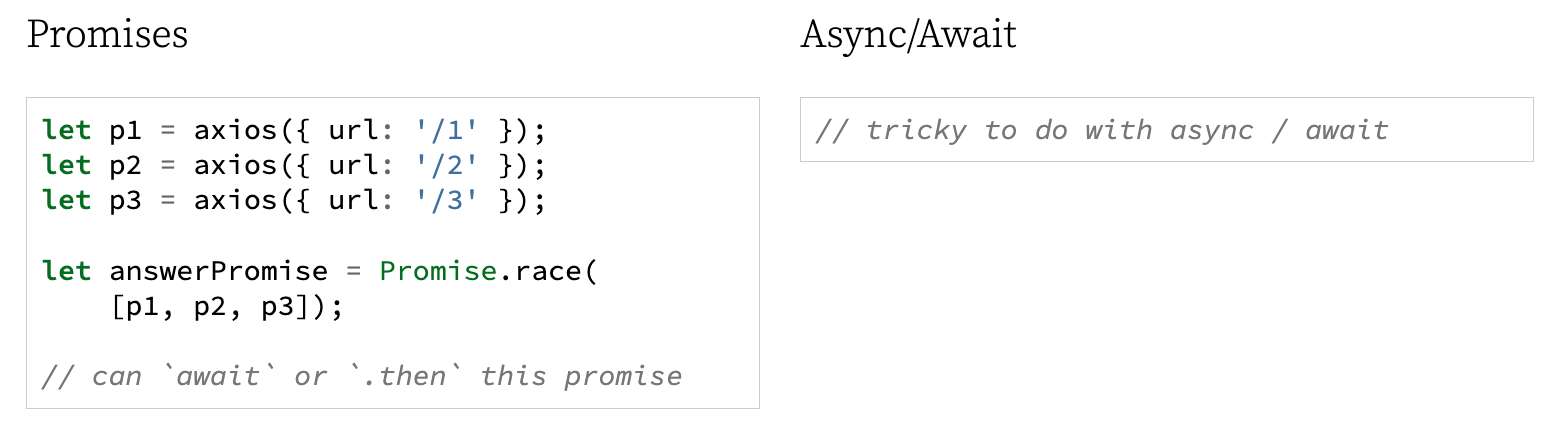 Promises
let p1 = axios({ url: '/1' });
let p2 = axios({ url: '/2' });
let p3 = axios({ url: '/3' });
let answerPromise = Promise.race(
    [p1, p2, p3]);
// can `await` or `.then` this promise
Async/Await
// tricky to do with async / await